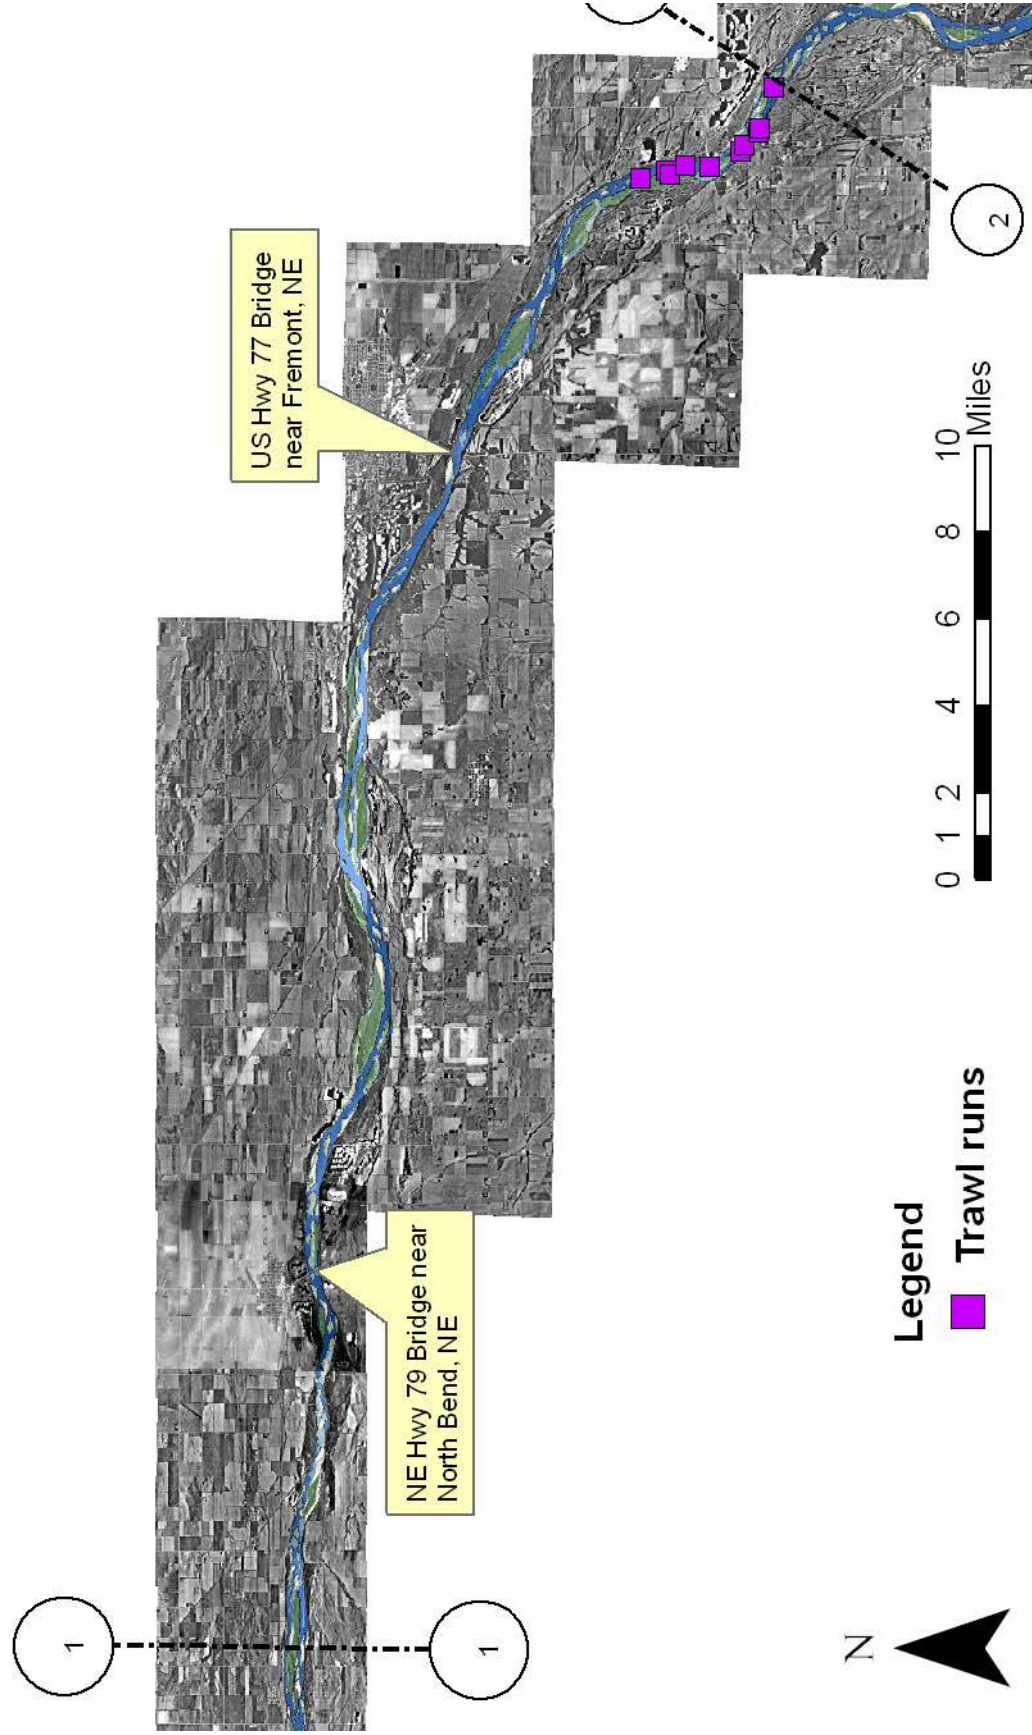 1
1
NE Hwy 79 Bridge near
North Bend, NE
US Hwy 77 Bridge
near Fremont, NE
2
N
Legend
Trawl runs
0 1 2 4 6 8 10
Miles